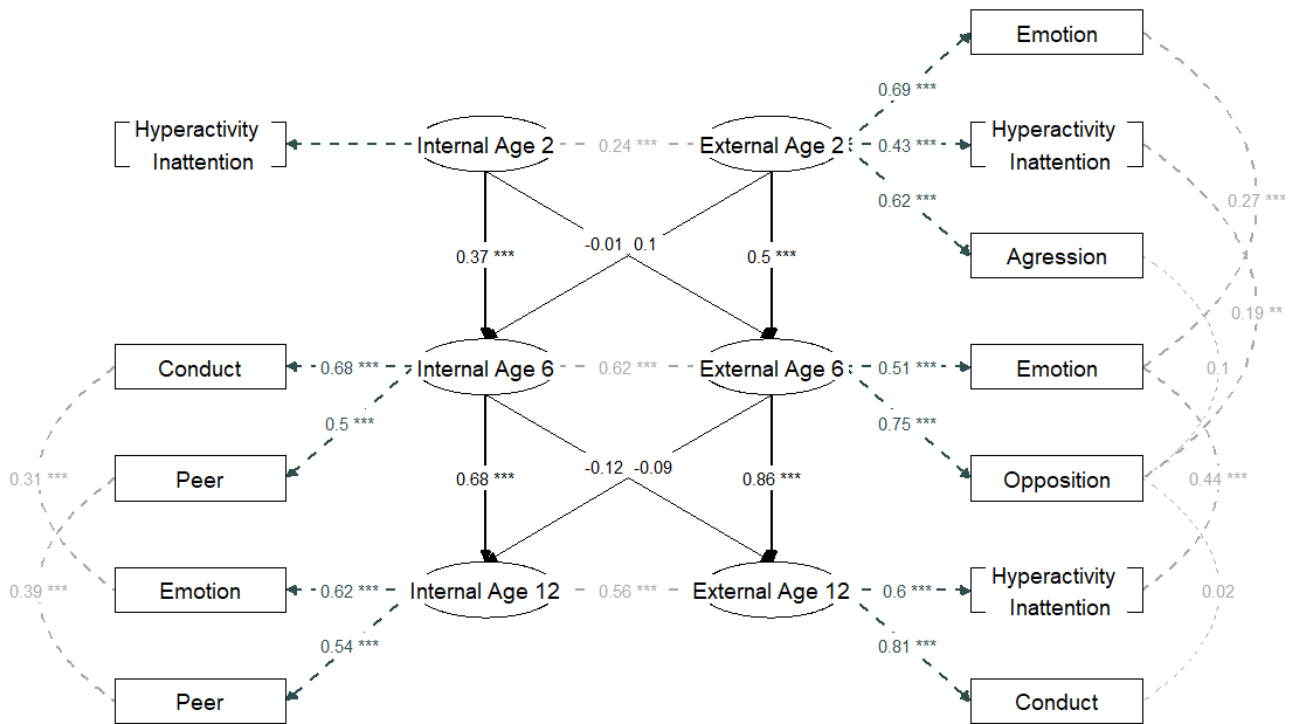 Emotion
0.69 ***
Hyperactivity
Inattention
Internal Age 2
0.24 ***
External Age 2
0.43 ***
Hyperactivity
Inattention
0.62 ***
0.27 ***
-0.01 0.1
0.37 ***
0.5 ***
Agression
0.19 **
Conduct
0.68 ***
Internal Age 6
0.62 ***
External Age 6
0.51 ***
Emotion
0.1
0.5 ***
0.75 ***
-0.12 -0.09
0.31 ***
Peer
0.68 ***
0.86 ***
Opposition
0.44 ***
0.39 ***
Emotion
0.62 ***
Internal Age 12
0.56 ***
External Age 12
0.6 ***
Hyperactivity
Inattention
0.02
0.54 ***
0.81 ***
Peer
Conduct